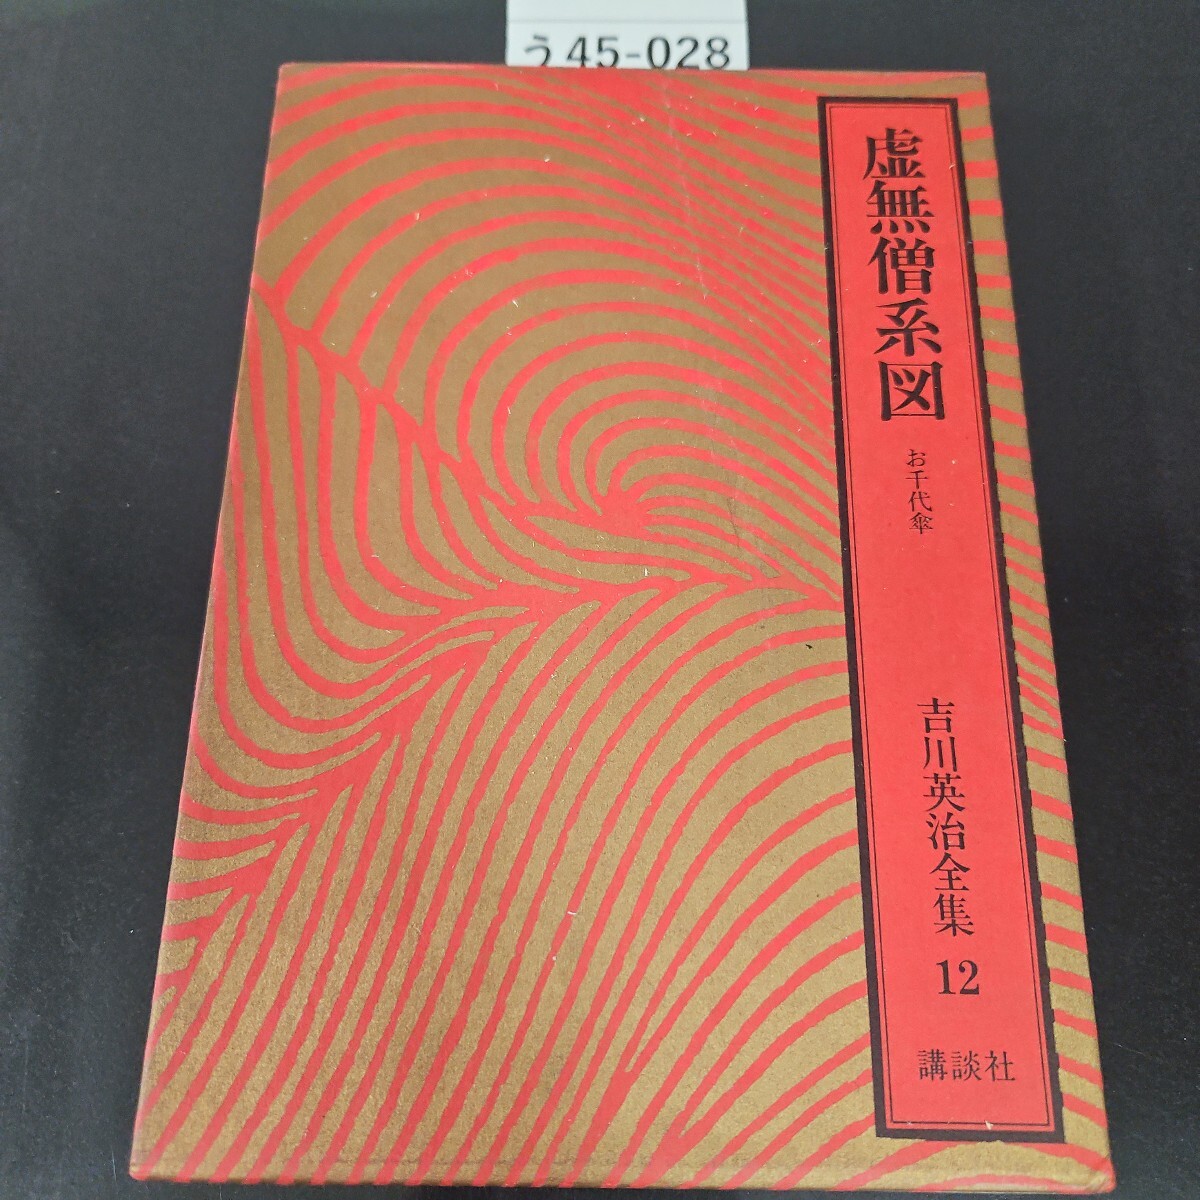 う45-028
虚無僧系図
お千代傘
吉川英治全集
12
講談社